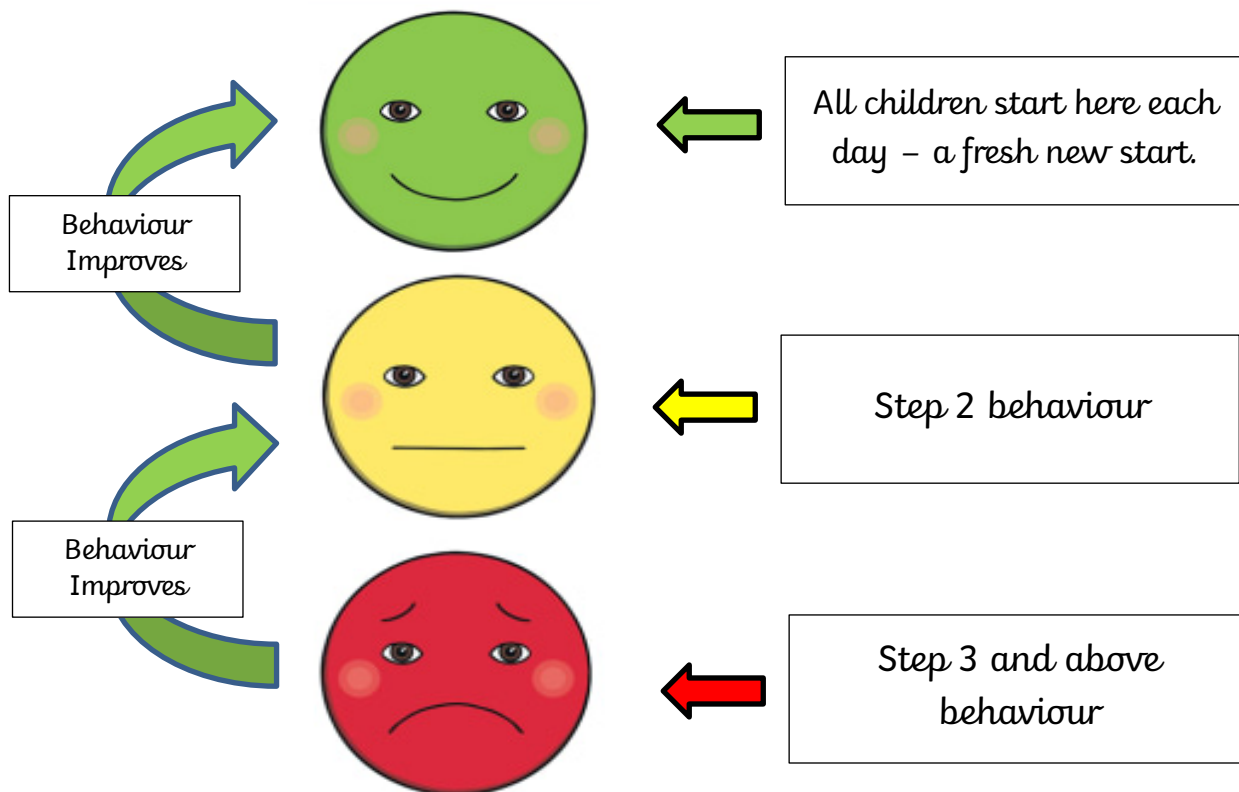 All children start here each
day – a fresh new start.
Behaviour
Improves
Step 2 behaviour
Behaviour
Improves
Step 3 and above
behaviour